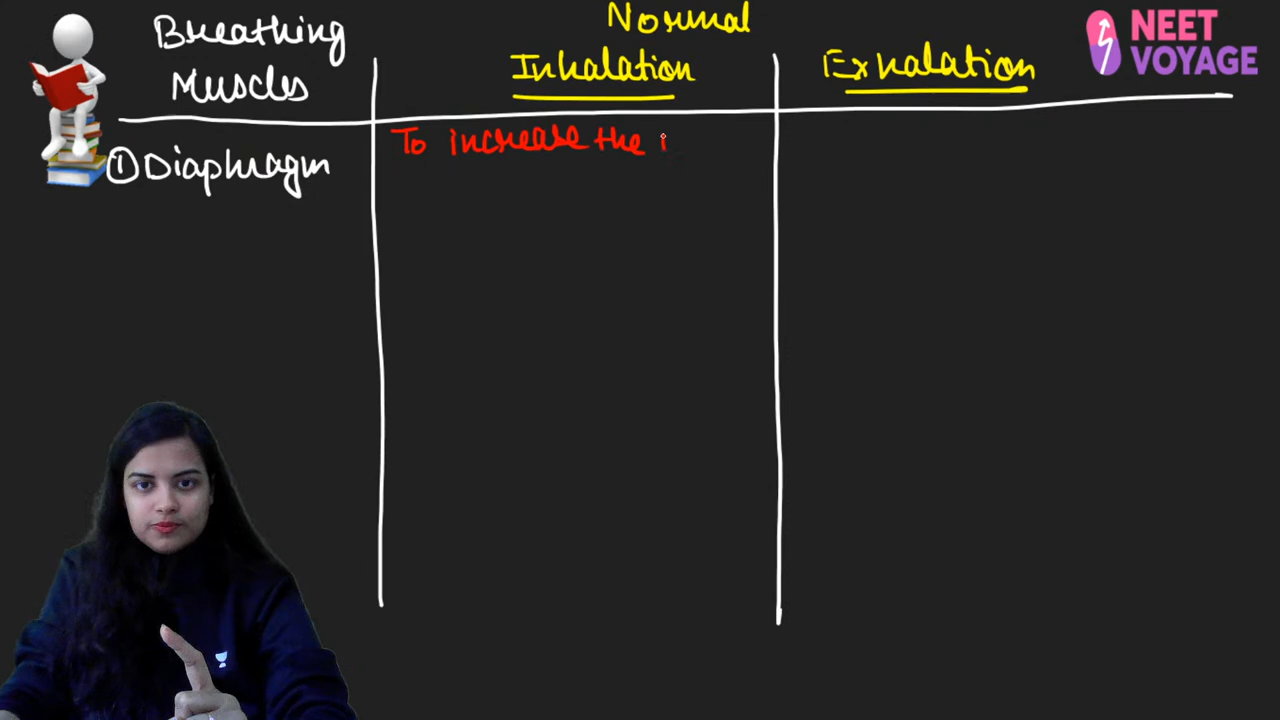 Breathing
Muscles
Normal
Inhalation
Exhalation
NEET
VOYAGE
① Diaphragm
To increase the i